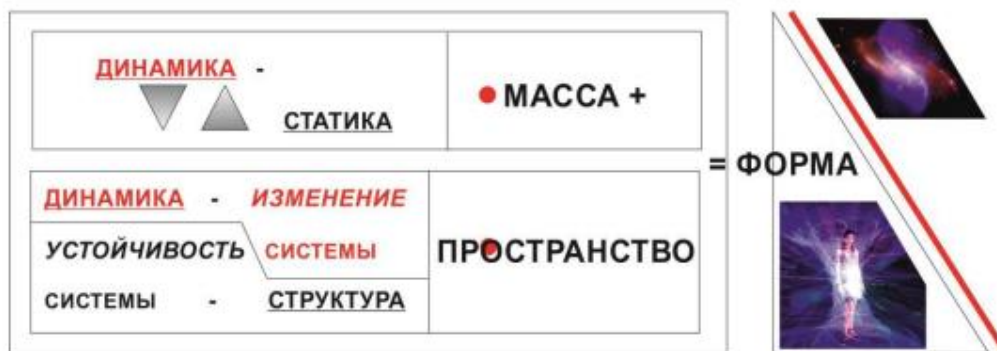 ДИНАМИКА -
СТАТИКА
● МАССА +
= ФОРМА
ДИНАМИКА - ИЗМЕНЕНИЕ
УСТОЙЧИВОСТЬ СИСТЕМЫ
СИСТЕМЫ - СТРУКТУРА
ПРОСТРАНСТВО